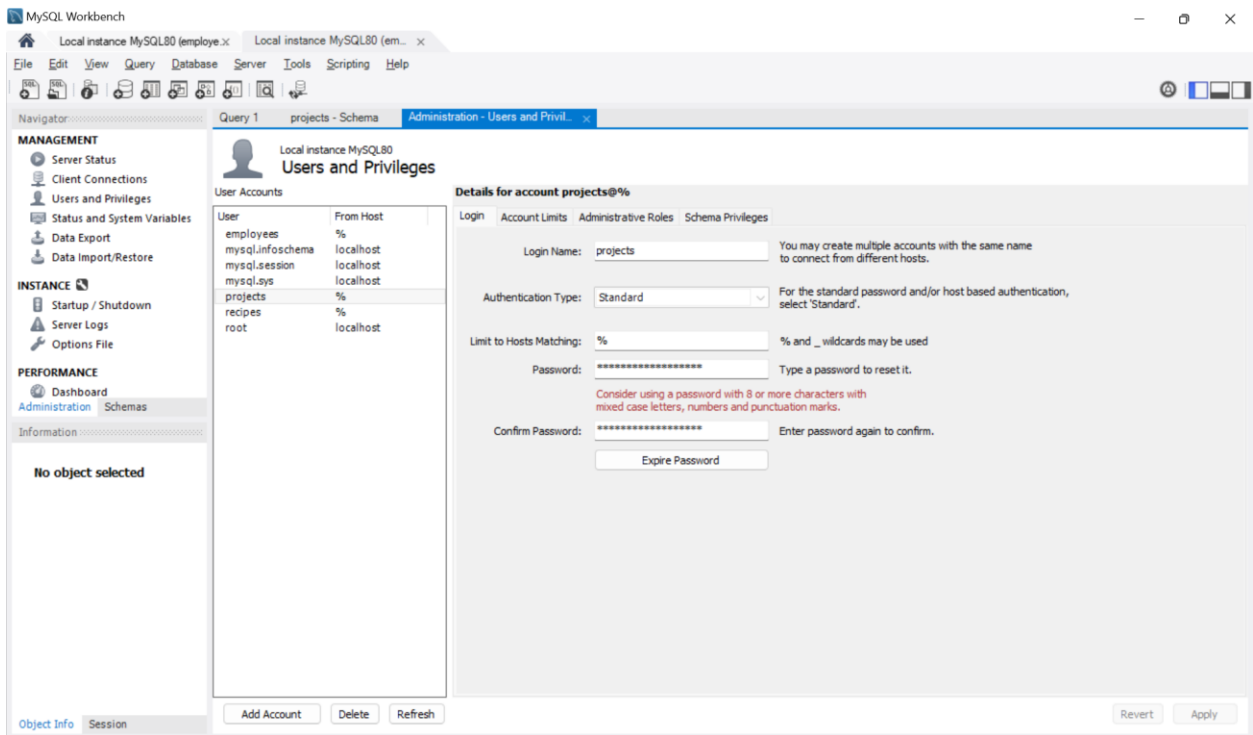 MySQL Workbench
Local instance MySQL80 (employe
Local instance MySQL80 (em...
File Edit View Query Database Server Tools Scripting Help
Navigator
MANAGEMENT
Server Status
Client Connections
Users and Privileges
Status and System Variables
Data Export
Data Import/Restore
INSTANCE
Startup / Shutdown
Server Logs
Options File
PERFORMANCE
Dashboard
Administration Schemas
Information
No object selected
Object Info Session
Query 1
projects - Schema
Administration - Users and Privil...
Local instance MySQL80
Users and Privileges
User Accounts
User From Host
employees %
mysql.infoschema localhost
mysql.session localhost
mysql.sys localhost
projects %
recipes %
root localhost
Add Account Delete Refresh
Details for account projects@%
Login Account Limits Administrative Roles Schema Privileges
Login Name: projects
You may create multiple accounts with the same name
to connect from different hosts.
Authentication Type: Standard
For the standard password and/or host based authentication,
select 'Standard'.
Limit to Hosts Matching: %
% and _ wildcards may be used
Password: ******************
Type a password to reset it.
Consider using a password with 8 or more characters with
mixed case letters, numbers and punctuation marks.
Confirm Password: ******************
Enter password again to confirm.
Expire Password
Revert Apply